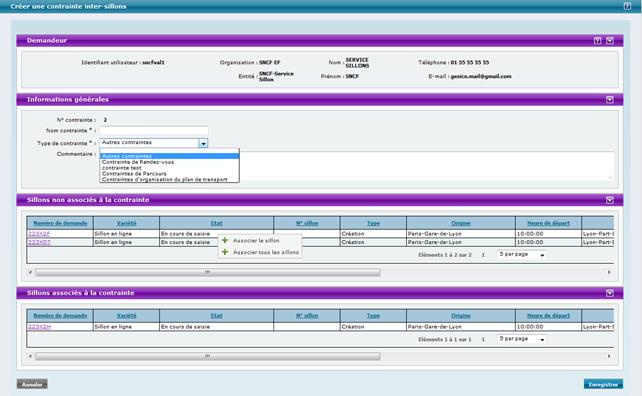 Créer une contrainte inter-sillons
Demandeur
Identifiant utilisateur : sncfval1 Organisation : SNCF EF Nom : SERVICE SILLONS Téléphone : 01 55 55 55 55
Entité : SNCF-Service Sillon Prénom : SNCF E-mail : gesico.mail@gmail.com
Informations générales
N° contrainte : 2
Nom contrainte * :
Type de contrainte * : Autres contraintes
Commentaire :
Autres contraintes
Contrainte de Rendez-vous
contrainte test
Contraintes de Parcours
Contraintes d'organisation du plan de transport
Sillons non associés à la contrainte
Numéro de demande Variété Etat N° sillon Type Origine Heure de départ
223X2F Sillon en ligne En cours de saisie Création Paris-Gare-de-Lyon 10:00:00 Lyon-Part-D
223XD7 Sillon en ligne En cours de saisie Création Paris-Gare-de-Lyon 10:00:00 Lyon-Part-D
Associer le sillon
Associer tous les sillons
Eléments 1 à 2 sur 2 1 5 par page
Sillons associés à la contrainte
Numéro de demande Variété Etat N° sillon Type Origine Heure de départ
223X2H Sillon en ligne En cours de saisie Création Paris-Gare-de-Lyon 10:00:00 Lyon-Part-D
Eléments 1 à 1 sur 1 1 5 par page
Annuler Enregistrer